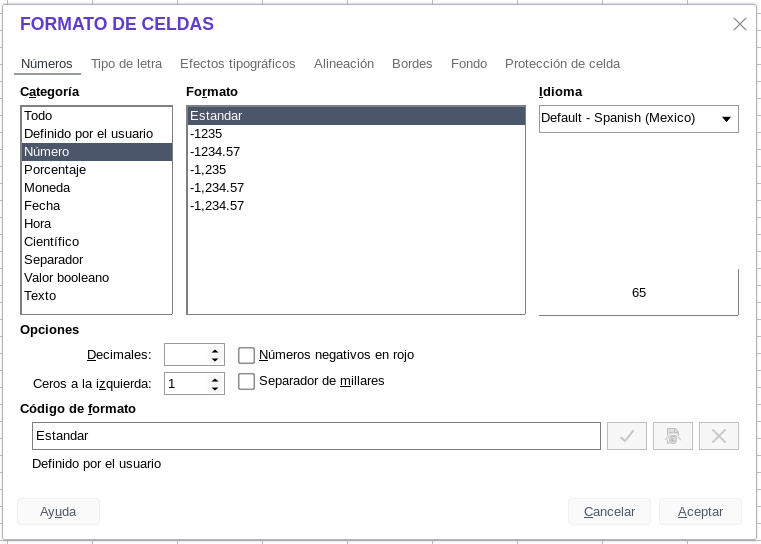 FORMATO DE CELDAS
Números Tipo de letra Efectos tipográficos Alineación Bordes Fondo Protección de celda
Categoría
Todo
Definido por el usuario
Número
Porcentaje
Moneda
Fecha
Hora
Científico
Separador
Valor booleano
Texto
Formato
Estandar
-1235
-1234.57
-1,235
-1,234.57
-1,234.57
Idioma
Default - Spanish (Mexico)
65
Opciones
Decimales:
Números negativos en rojo
Ceros a la izquierda: 1
Separador de millares
Código de formato
Estandar
Definido por el usuario
Ayuda Cancelar Aceptar